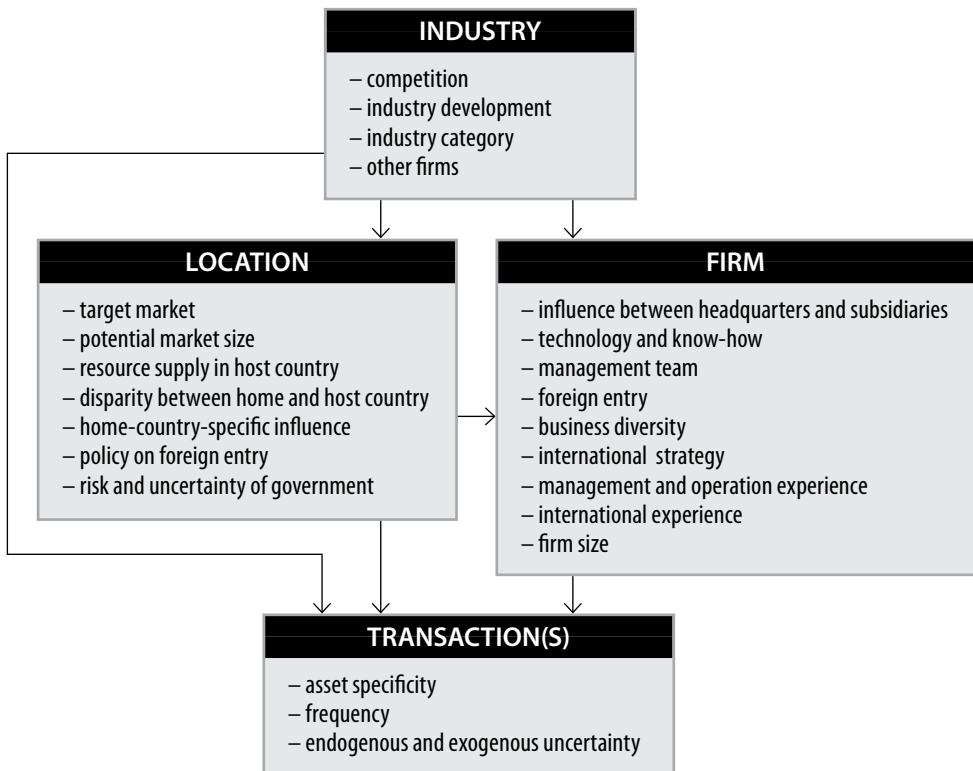 INDUSTRY
– competition
– industry development
– industry category
– other firms
LOCATION
– target market
– potential market size
– resource supply in host country
– disparity between home and host country
– home-country-specific influence
– policy on foreign entry
– risk and uncertainty of government
FIRM
– influence between headquarters and subsidiaries
– technology and know-how
– management team
– foreign entry
– business diversity
– international strategy
– management and operation experience
– international experience
– firm size
TRANSACTION(S)
– asset specificity
– frequency
– endogenous and exogenous uncertainty